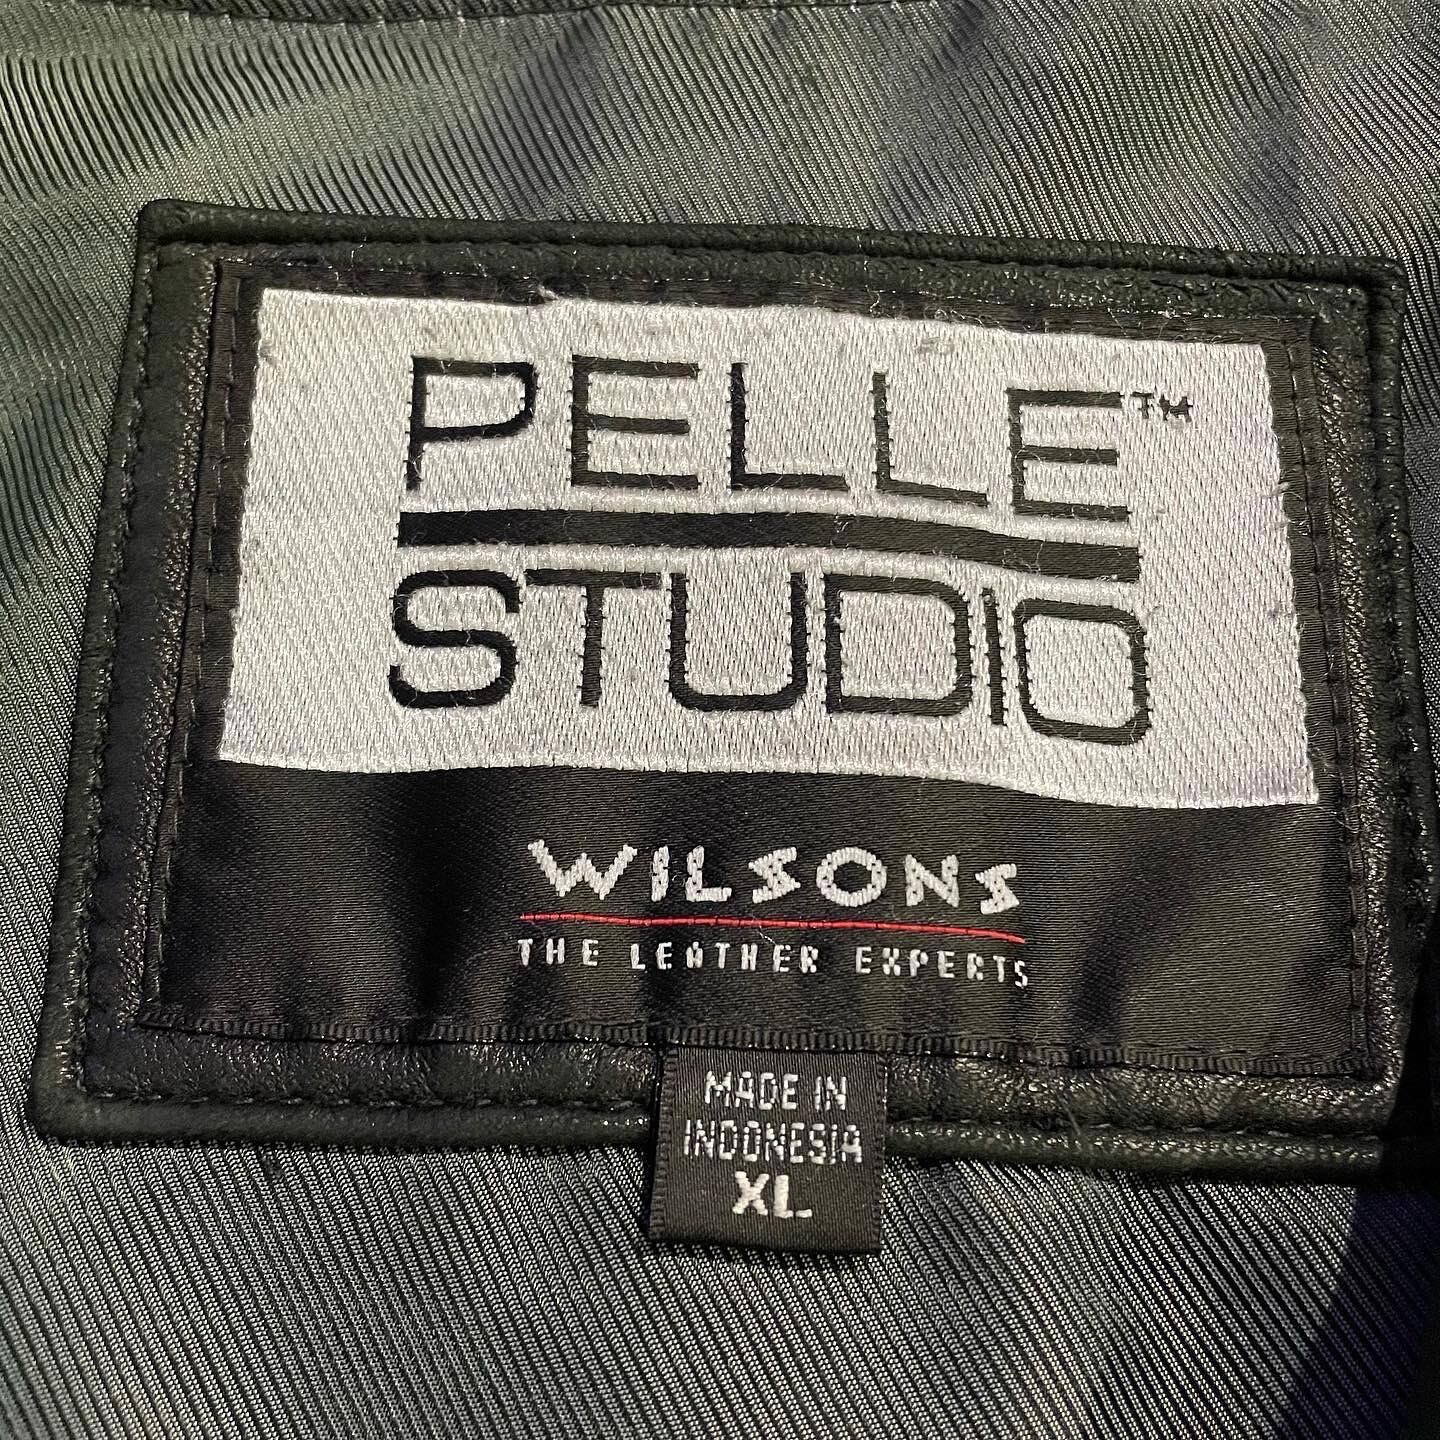 PELLE™
STUDIO
WILSONS
THE LEATHER EXPERTS
MADE IN
INDONESIA
XL